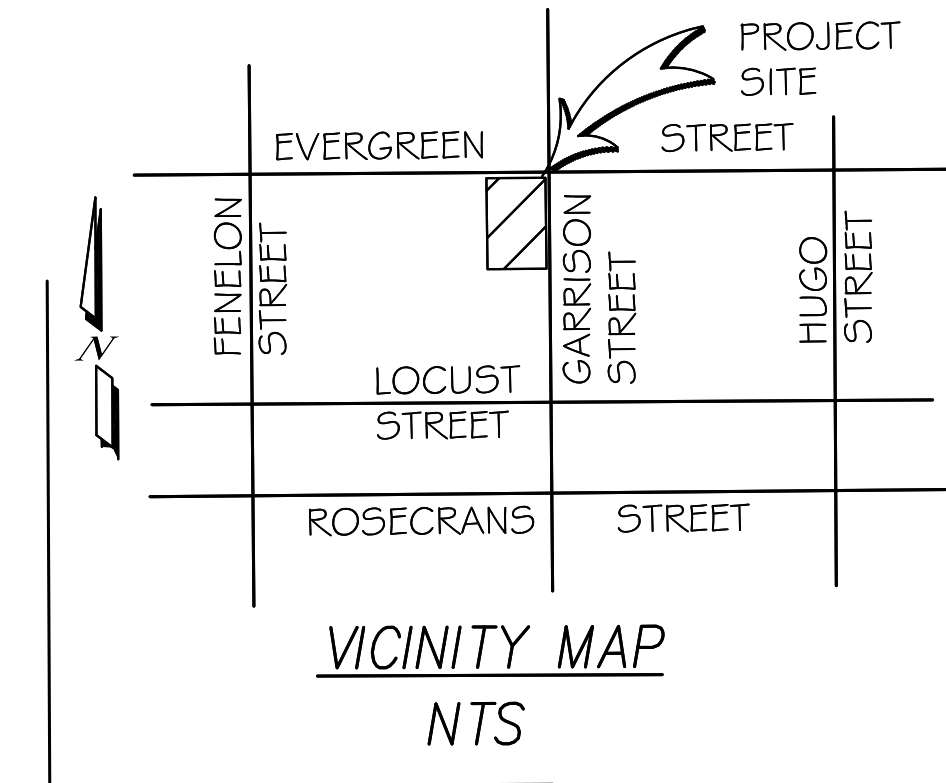 PROJECT
SITE
EVERGREEN STREET
FENELON
STREET
GARRISON
STREET
HUGO
STREET
N
LOCUST
STREET
ROSECRANS STREET
VICINITY MAP
NTS